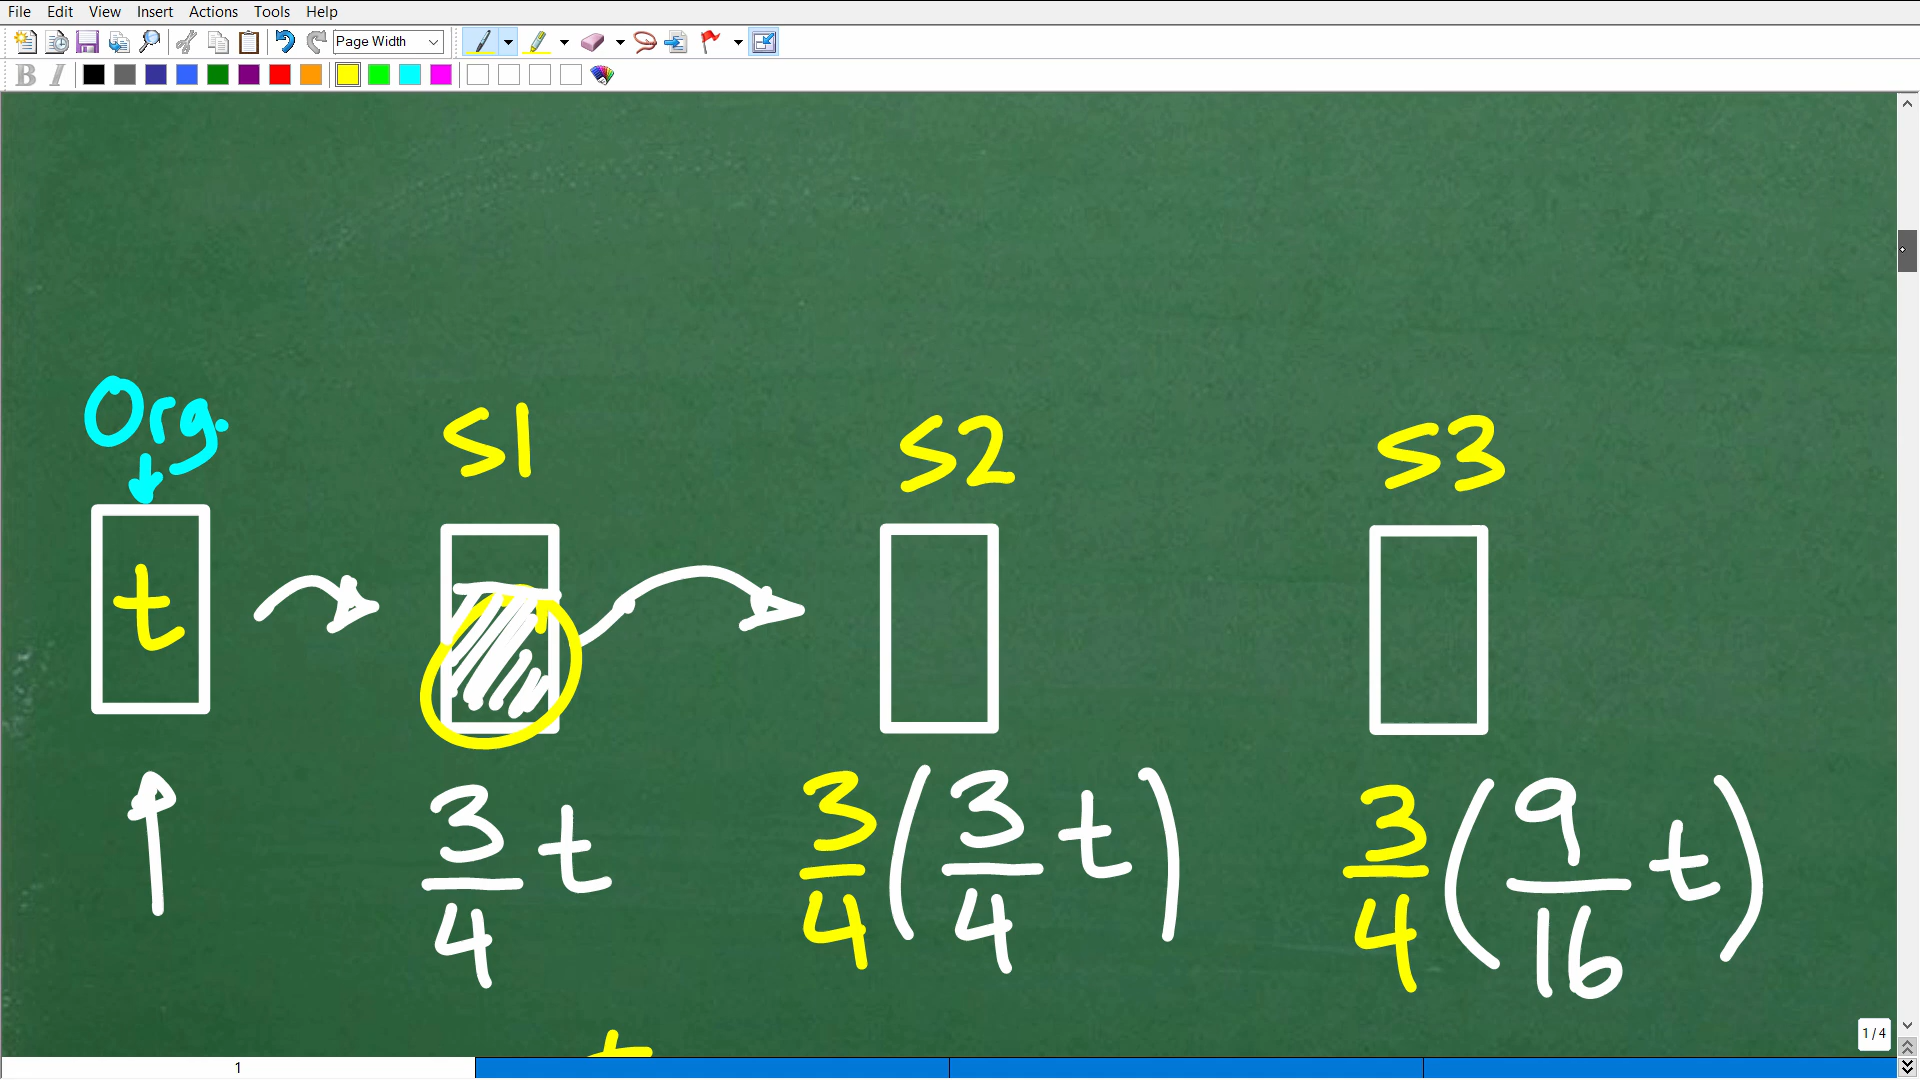 File Edit View Insert Actions Tools Help
Page Width
B I
Org. S1 S2 S3
t
3/4 t 3/4 (3/4 t) 3/4 (9/16 t)
1 / 4
1